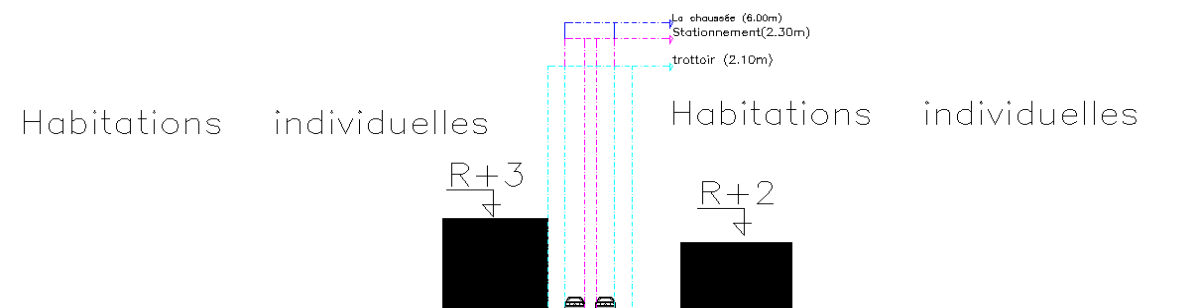 La chaussée (6.00m)
Stationnement(2.30m)
trottoir (2.10m)
Habitations individuelles
Habitations individuelles
R+3
R+2